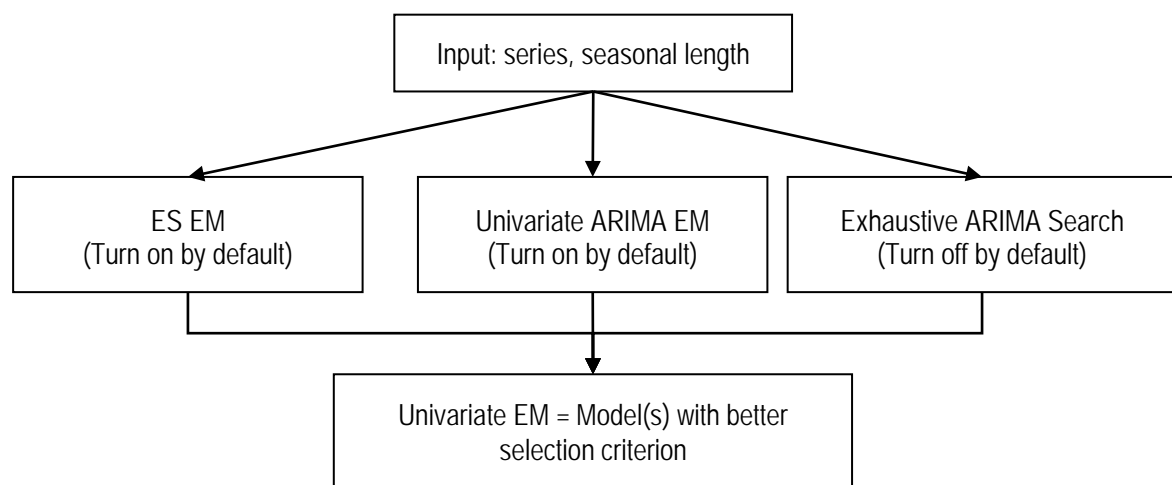 Input: series, seasonal length
ES EM
(Turn on by default)
Univariate ARIMA EM
(Turn on by default)
Exhaustive ARIMA Search
(Turn off by default)
Univariate EM = Model(s) with better
selection criterion